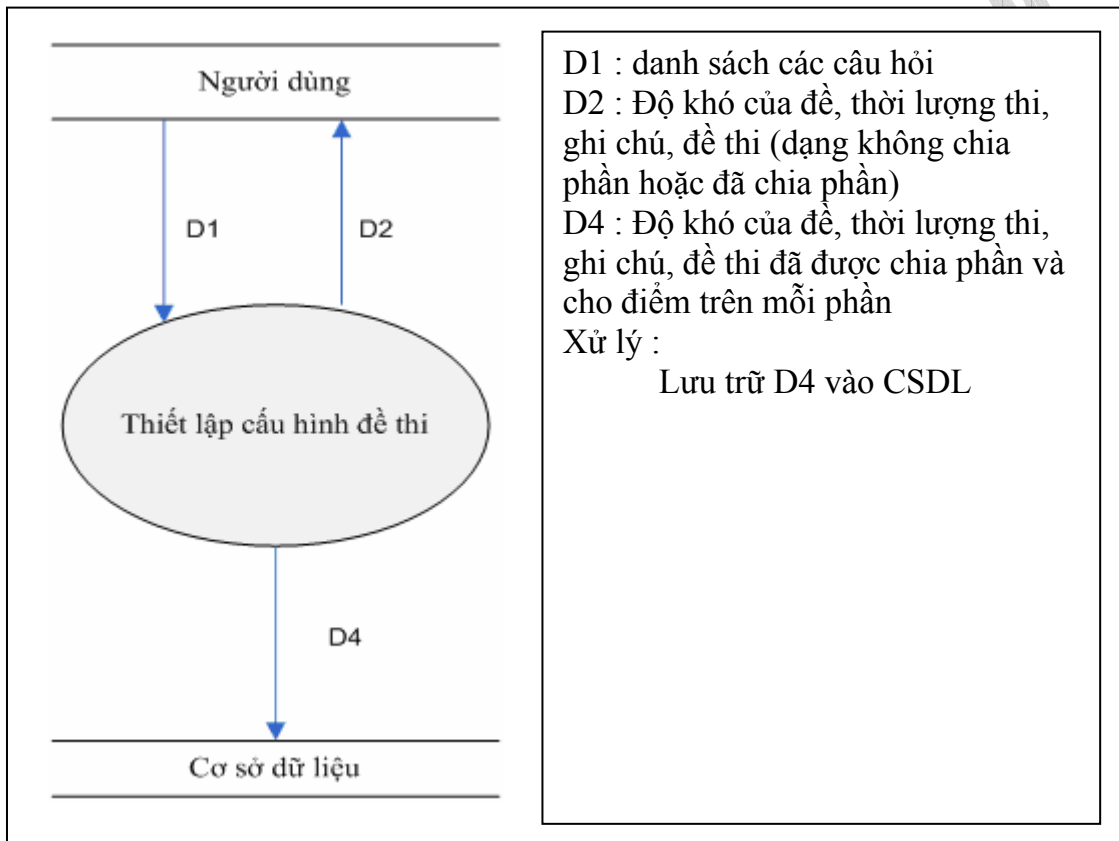 Người dùng
D1
D2
Thiết lập cấu hình đề thi
D4
Cơ sở dữ liệu
D1 : danh sách các câu hỏi
D2 : Độ khó của đề, thời lượng thi,
ghi chú, đề thi (dạng không chia
phần hoặc đã chia phần)
D4 : Độ khó của đề, thời lượng thi,
ghi chú, đề thi đã được chia phần và
cho điểm trên mỗi phần
Xử lý :
Lưu trữ D4 vào CSDL